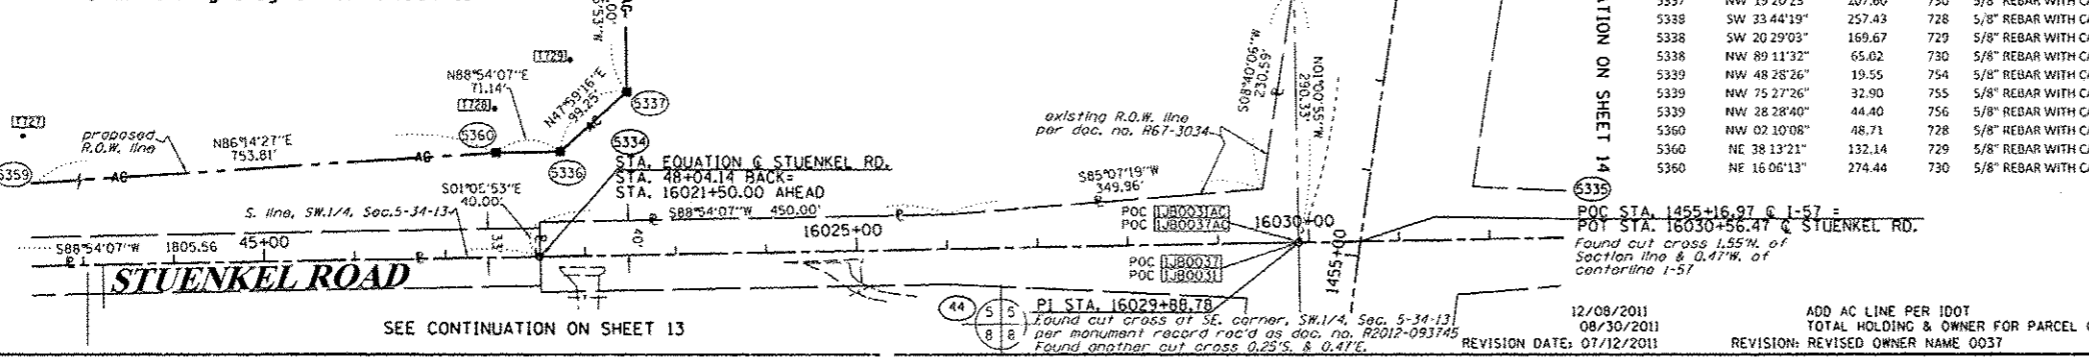 N88°54'07"E
71.14'
N47°59'16"E
99.25'
T729
T728
T727
5337
5360
5336
5334
5359
AC
AC
AC
proposed
R.O.W. line
N86°14'27"E
753.81'
STA. EQUATION ℄ STUENKEL RD.
STA. 48+04.14 BACK=
STA. 16021+50.00 AHEAD
S. line, SW.1/4, Sec.5-34-13
40.00'
S88°54'07"W 450.00'
S88°54'07"W 1805.56
45+00
33'
40'
STUENKEL ROAD
SEE CONTINUATION ON SHEET 13
existing R.O.W. line
per doc. no. R67-3034
S08°40'06"W
230.59'
N01°00'55"W
290.33'
S85°07'19"W
349.96'
16025+00
16030+00
1455+00
POC 1JB0031AC
POC 1JB0037AC
POC 1JB0037
POC 1JB0031
44
5 5
8 8
PI STA. 16029+88.78
Found cut cross at SE. corner, SW.1/4, Sec. 5-34-13
per monument record rec'd as doc. no. R2012-093745
Found another cut cross 0.25'S. & 0.47'E.
5335
POC STA. 1455+16.97 ℄ I-57 =
POT STA. 16030+56.47 ℄ STUENKEL RD.
Found cut cross 1.55'N. of
Section line & 0.47'W. of
centerline I-57
ATION ON SHEET 14
5338 SW 33 44'19" 257.43 728 5/8" REBAR WITH
5338 SW 20 29'03" 169.67 729 5/8" REBAR WITH
5338 NW 89 11'32" 65.02 730 5/8" REBAR WITH
5339 NW 48 28'26" 19.55 754 5/8" REBAR WITH
5339 NW 75 27'26" 32.90 755 5/8" REBAR WITH
5339 NW 28 28'40" 44.40 756 5/8" REBAR WITH
5360 NW 02 10'08" 48.71 728 5/8" REBAR WITH
5360 NE 38 13'21" 132.14 729 5/8" REBAR WITH
5360 NE 16 06'13" 274.44 730 5/8" REBAR WITH
12/08/2011 ADD AC LINE PER IDOT
08/30/2011 TOTAL HOLDING & OWNER FOR PARCEL
REVISION DATE: 07/12/2011 REVISION: REVISED OWNER NAME 0037